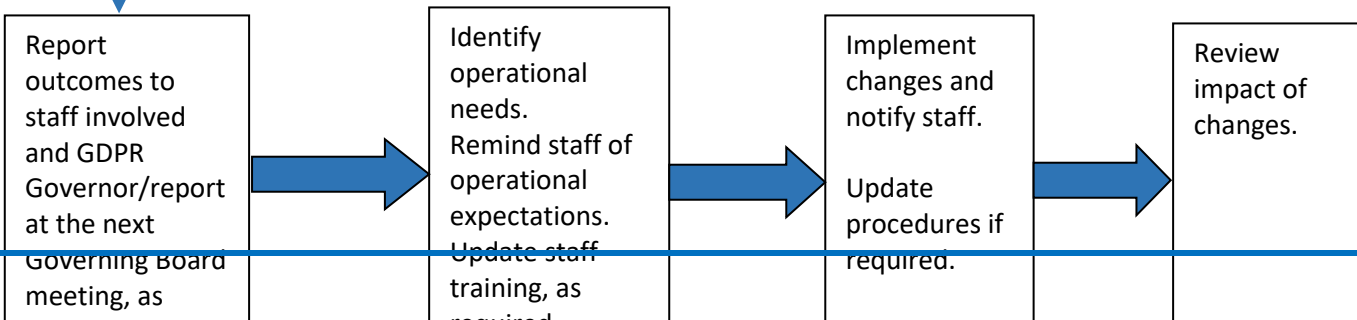 Report
outcomes to
staff involved
and GDPR
Governor/report
at the next
Governing Board
meeting, as
Identify
operational
needs.
Remind staff of
operational
expectations.
Update staff
training, as
required
Implement
changes and
notify staff.
Update
procedures if
required.
Review
impact of
changes.